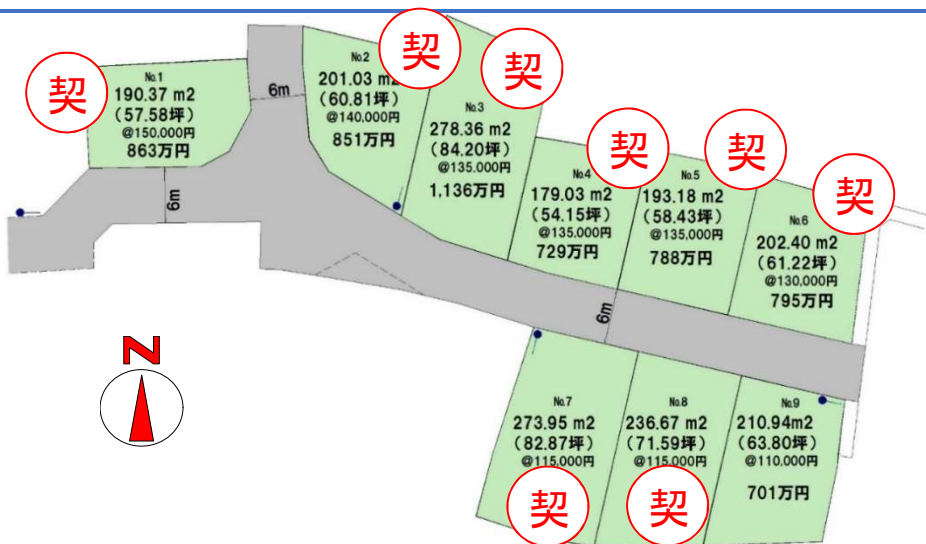 契
No.1
190.37 m2
(57.58坪)
@150,000円
863万円
6m
6m
No.2
201.03 m2
(60.81坪)
@140,000円
851万円
契
No.3
278.36 m2
(84.20坪)
@135.000円
1,136万円
契
No.4
179.03 m2
(54.15坪)
@135,000円
729万円
契
No.5
193.18 m2
(58.43坪)
@135,000円
788万円
契
No.6
202.40 m2
(61.22坪)
@130,000円
795万円
契
6m
N
No.7
273.95 m2
(82.87坪)
@115,000円
契
No.8
236.67 m2
(71.59坪)
@115,000円
契
No.9
210.94m2
(63.80坪)
@110,000円
701万円